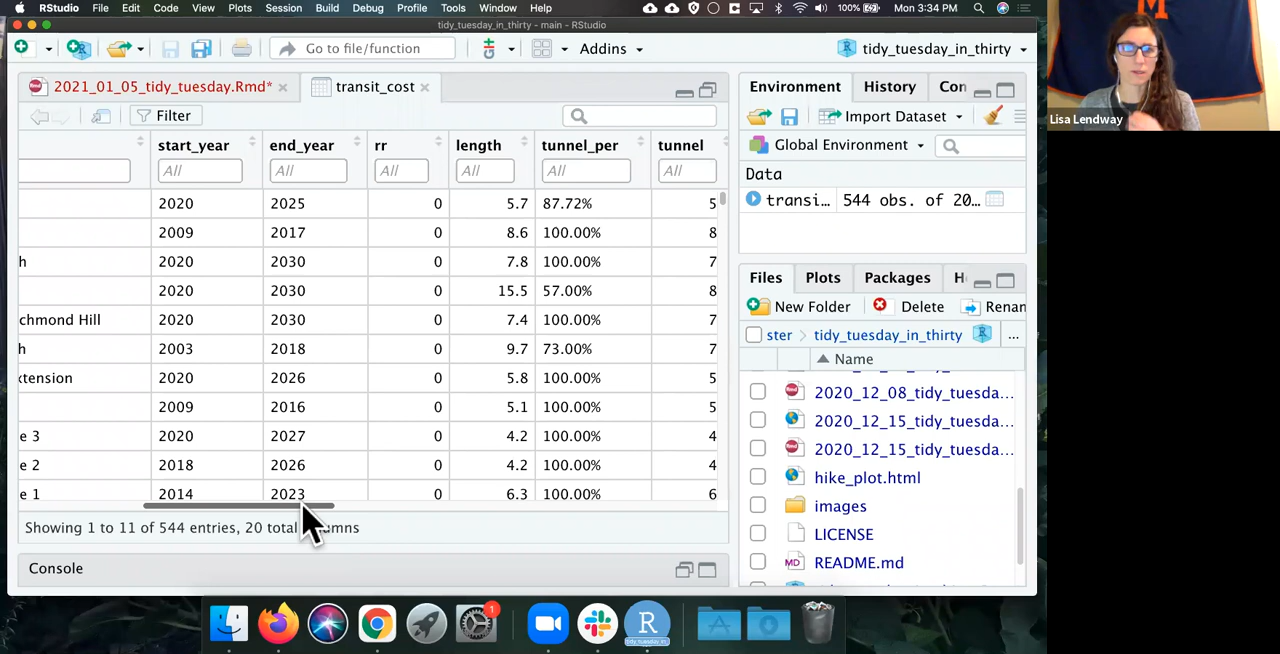 RStudio File Edit Code View Plots Session Build Debug Profile Tools Window Help 100% Mon 3:34 PM
tidy_tuesday_in_thirty - main - RStudio
Go to file/function Addins tidy_tuesday_in_thirty
2021_01_05_tidy_tuesday.Rmd* transit_cost
Filter
start_year end_year rr length tunnel_per tunnel
All All All All All All
2020 2025 0 5.7 87.72% 5
2009 2017 0 8.6 100.00% 8
h 2020 2030 0 7.8 100.00% 7
2020 2030 0 15.5 57.00% 8
chmond Hill 2020 2030 0 7.4 100.00% 7
h 2003 2018 0 9.7 73.00% 7
xtension 2020 2026 0 5.8 100.00% 5
2009 2016 0 5.1 100.00% 5
e 3 2020 2027 0 4.2 100.00% 4
e 2 2018 2026 0 4.2 100.00% 4
e 1 2014 2023 0 6.3 100.00% 6
Showing 1 to 11 of 544 entries, 20 total columns
Console
Environment History Con
Import Dataset
Global Environment
Data
transi... 544 obs. of 20...
Files Plots Packages H
New Folder Delete Renam
ster tidy_tuesday_in_thirty ...
Name
2020_12_08_tidy_tuesda...
2020_12_15_tidy_tuesda...
2020_12_15_tidy_tuesda...
hike_plot.html
images
LICENSE
MD README.md
1
R
tidy_tuesday_in
M
Lisa Lendway